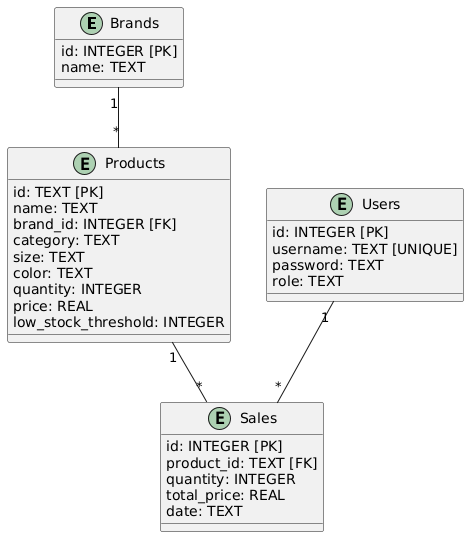 E Brands
id: INTEGER [PK]
name: TEXT
1
*
E Products
id: TEXT [PK]
name: TEXT
brand_id: INTEGER [FK]
category: TEXT
size: TEXT
color: TEXT
quantity: INTEGER
price: REAL
low_stock_threshold: INTEGER
E Users
id: INTEGER [PK]
username: TEXT [UNIQUE]
password: TEXT
role: TEXT
1
1
*
*
E Sales
id: INTEGER [PK]
product_id: TEXT [FK]
quantity: INTEGER
total_price: REAL
date: TEXT